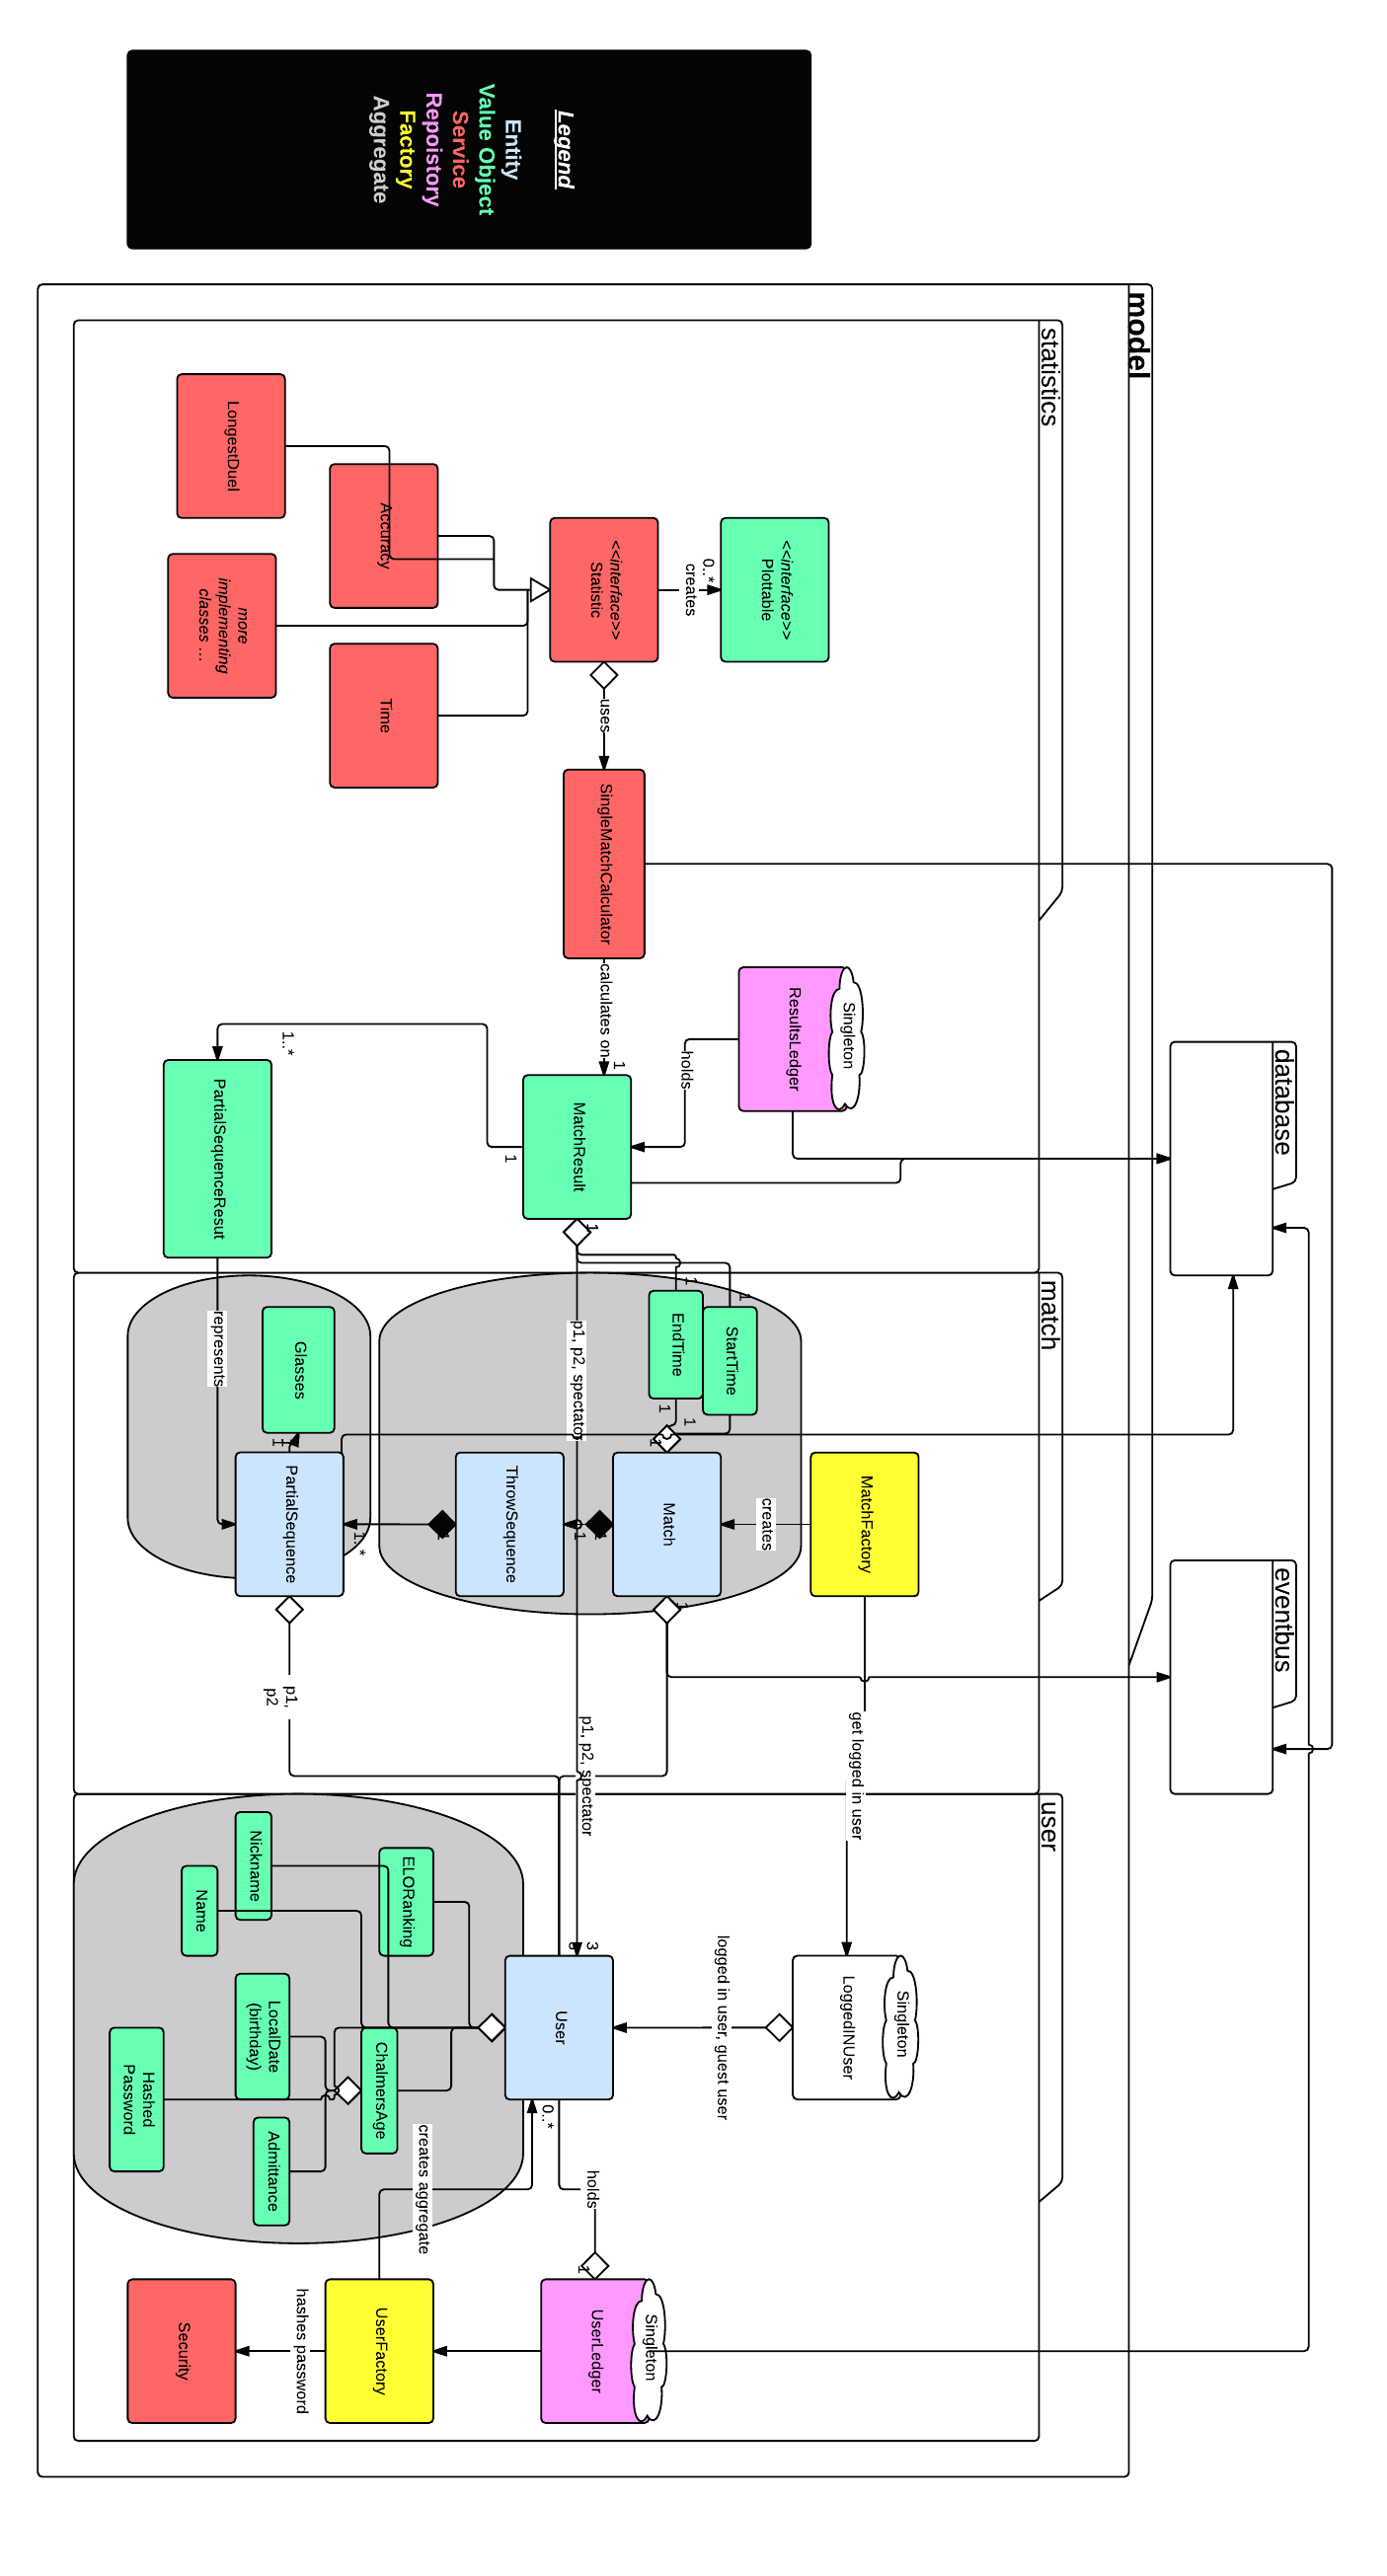 Legend
Entity
Value Object
Service
Repoistory
Factory
Aggregate
model
database
eventbus
statistics
match
user
<<interface>>
Plottable
0..*
creates
<<interface>>
Statistic
uses
SingleMatchCalculator
calculates on
1
LongestDuel
Accuracy
more
implementing
classes ...
Time
Singleton
ResultsLedger
holds
MatchResult
1
1
1..*
PartialSequenceResut
represents
1
StartTime
1
1
EndTime
1
1
p1, p2, spectator
Glasses
1
MatchFactory
creates
Match
1
1
1
ThrowSequence
1
1..*
PartialSequence
p1,
p2
get logged in user
p1, p2, spectator
3
Singleton
LoggedINUser
logged in user, guest user
User
0..*
holds
1
Singleton
UserLedger
ELORanking
Nickname
Name
LocalDate
(birthday)
ChalmersAge
Hashed
Password
Admittance
creates aggregate
UserFactory
hashes password
Security